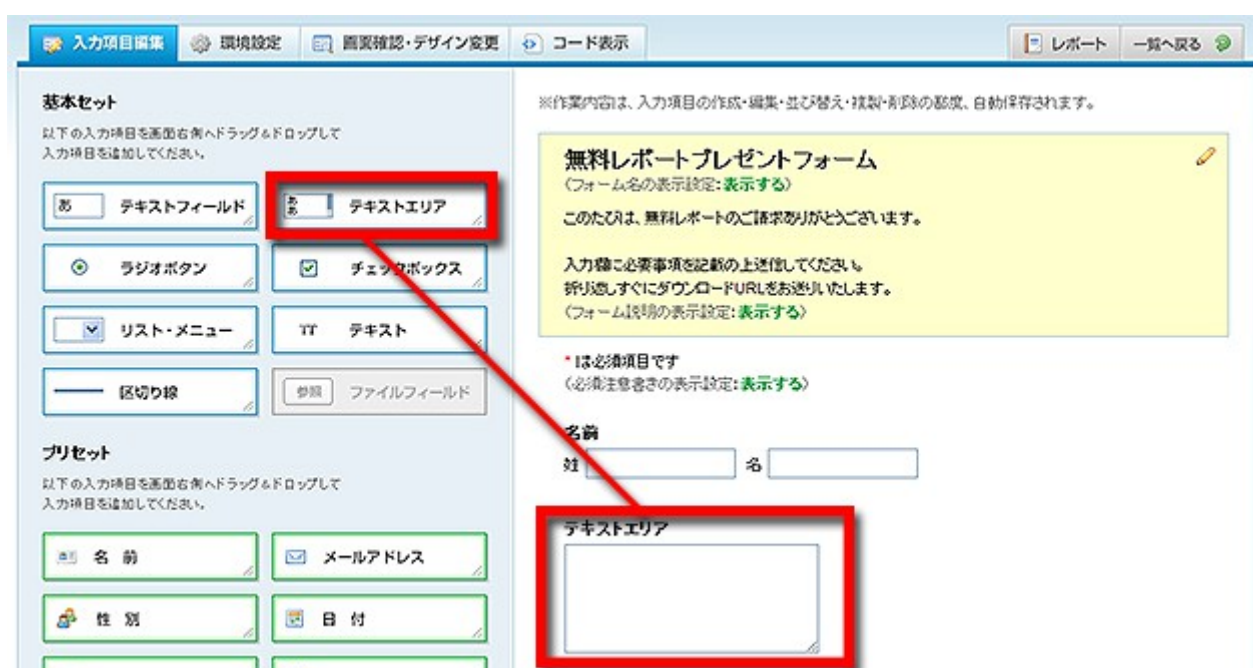 入力項目編集
環境設定
画面確認・デザイン変更
コード表示
レポート
一覧へ戻る
基本セット
以下の入力項目を画面右側へドラッグ&ドロップして
入力項目を追加してください。
あ テキストフィールド
ああ テキストエリア
ラジオボタン
チェックボックス
リスト・メニュー
TT テキスト
区切り線
参照 ファイルフィールド
プリセット
以下の入力項目を画面右側へドラッグ&ドロップして
入力項目を追加してください。
名 前
メールアドレス
性 別
日 付
※作業内容は、入力項目の作成・編集・並び替え・複製・削除の都度、自動保存されます。
無料レポートプレゼントフォーム
(フォーム名の表示設定:表示する)
このたびは、無料レポートのご請求ありがとうございます。
入力欄に必要事項を記載の上送信してください。
折り返しすぐにダウンロードURLをお送りいたします。
(フォーム説明の表示設定:表示する)
* は必須項目です
(必須注意書きの表示設定:表示する)
名前
姓 名
テキストエリア